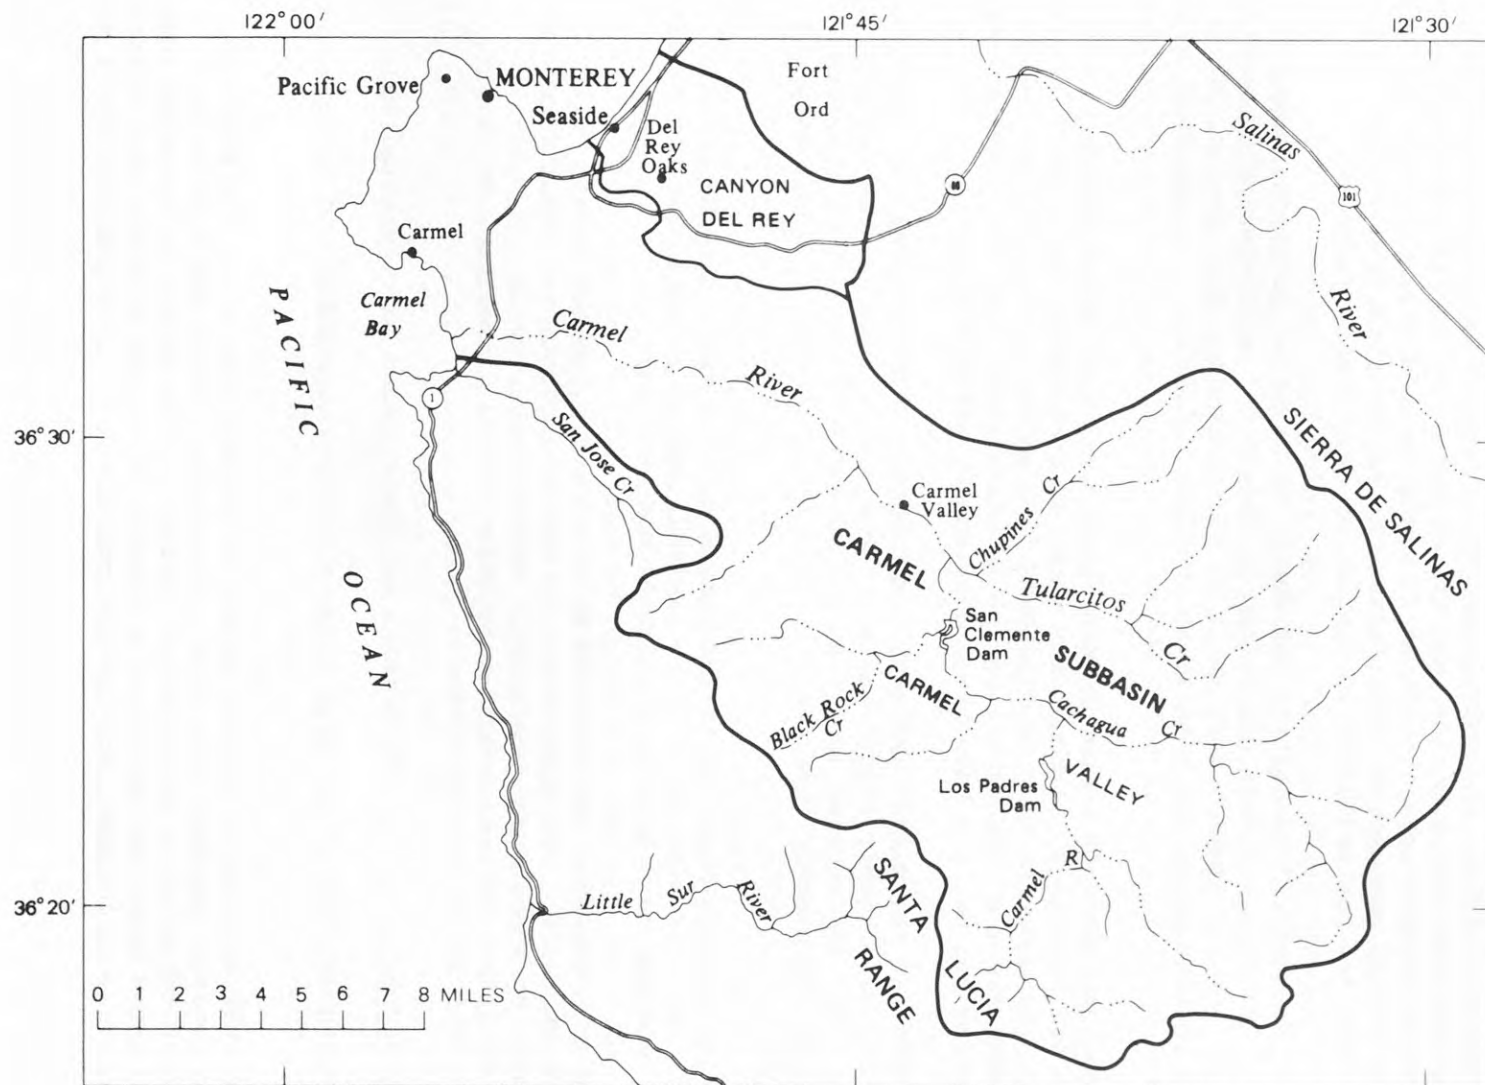 122°00′
121°45′
121°30′
Pacific Grove
MONTEREY
Seaside
Del
Rey
Oaks
Fort
Ord
CANYON
DEL REY
Salinas
River
101
Carmel
Carmel
Bay
PACIFIC
OCEAN
Carmel
River
1
36°30′
San Jose Cr
Carmel
Valley
Chupines Cr
SIERRA DE SALINAS
CARMEL
SUBBASIN
Tularcitos
Cr
San
Clemente
Dam
CARMEL
VALLEY
Black Rock
Cr
Cachagua Cr
Los Padres
Dam
Carmel R
36°20′
Little Sur River
SANTA
LUCIA
RANGE
0 1 2 3 4 5 6 7 8 MILES